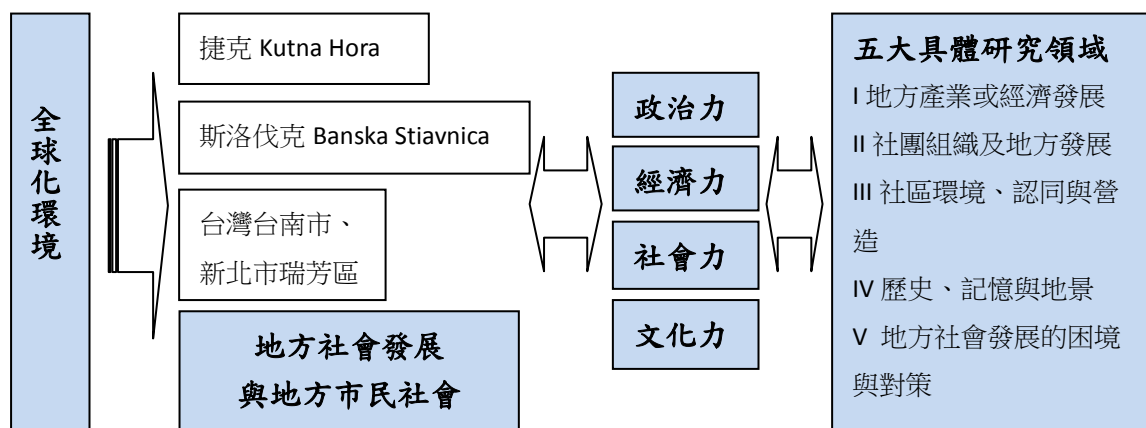 全球化環境
捷克 Kutna Hora
斯洛伐克 Banska Stiavnica
台灣台南市、
新北市瑞芳區
地方社會發展
與地方市民社會
政治力
經濟力
社會力
文化力
五大具體研究領域
I 地方產業或經濟發展
II 社團組織及地方發展
III 社區環境、認同與營
造
IV 歷史、記憶與地景
V 地方社會發展的困境
與對策